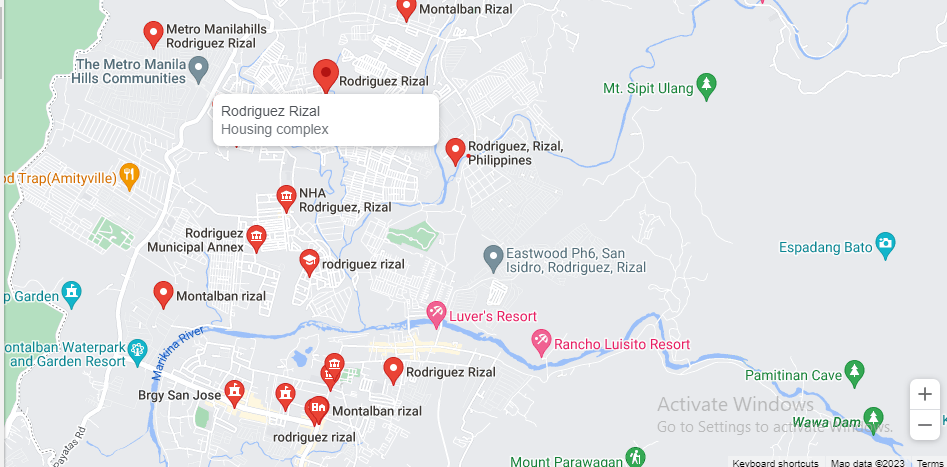 Montalban Rizal
Metro Manilahills
Rodriguez Rizal
The Metro Manila
Hills Communities
Rodriguez Rizal
Mt. Sipit Ulang
Rodriguez Rizal
Housing complex
Rodriguez, Rizal,
Philippines
d Trap(Amityville)
NHA
Rodriguez, Rizal
Rodriguez
Municipal Annex
Espadang Bato
Eastwood Ph6, San
Isidro, Rodriguez, Rizal
rodriguez rizal
p Garden
Montalban rizal
Luver's Resort
Marikina River
ontalban Waterpark
and Garden Resort
Rancho Luisito Resort
Rodriguez Rizal
Pamitinan Cave
Brgy San Jose
Montalban rizal
Activate Windows
Wawa Dam
Go to Settings to activate Windows.
rodriguez rizal
payatas Rd
Mount Parawagan
Keyboard shortcuts
Map data ©2023
Terms